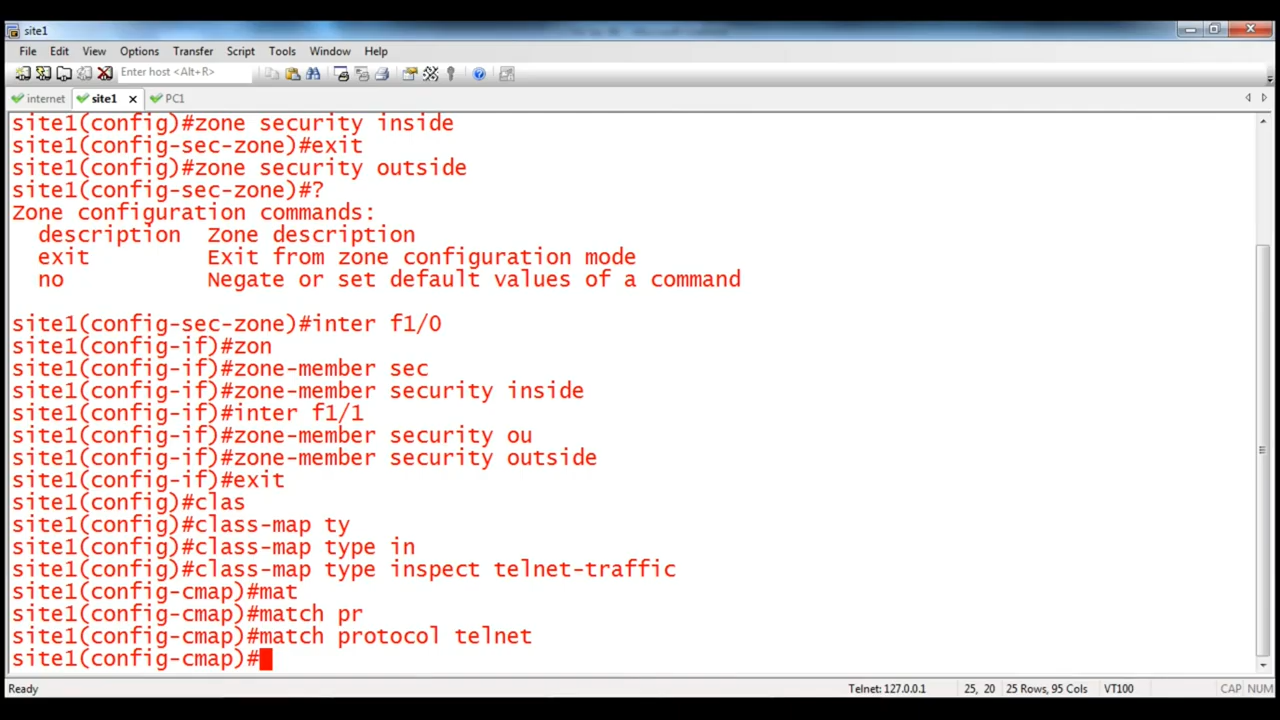 site1
File Edit View Options Transfer Script Tools Window Help
Enter host <Alt+R>
internet site1 PC1
site1(config)#zone security inside
site1(config-sec-zone)#exit
site1(config)#zone security outside
site1(config-sec-zone)#?
Zone configuration commands:
description Zone description
exit Exit from zone configuration mode
no Negate or set default values of a command
site1(config-sec-zone)#inter f1/0
site1(config-if)#zon
site1(config-if)#zone-member sec
site1(config-if)#zone-member security inside
site1(config-if)#inter f1/1
site1(config-if)#zone-member security ou
site1(config-if)#zone-member security outside
site1(config-if)#exit
site1(config)#clas
site1(config)#class-map ty
site1(config)#class-map type in
site1(config)#class-map type inspect telnet-traffic
site1(config-cmap)#mat
site1(config-cmap)#match pr
site1(config-cmap)#match protocol telnet
site1(config-cmap)#
Ready Telnet: 127.0.0.1 25, 20 25 Rows, 95 Cols VT100 CAP NUM